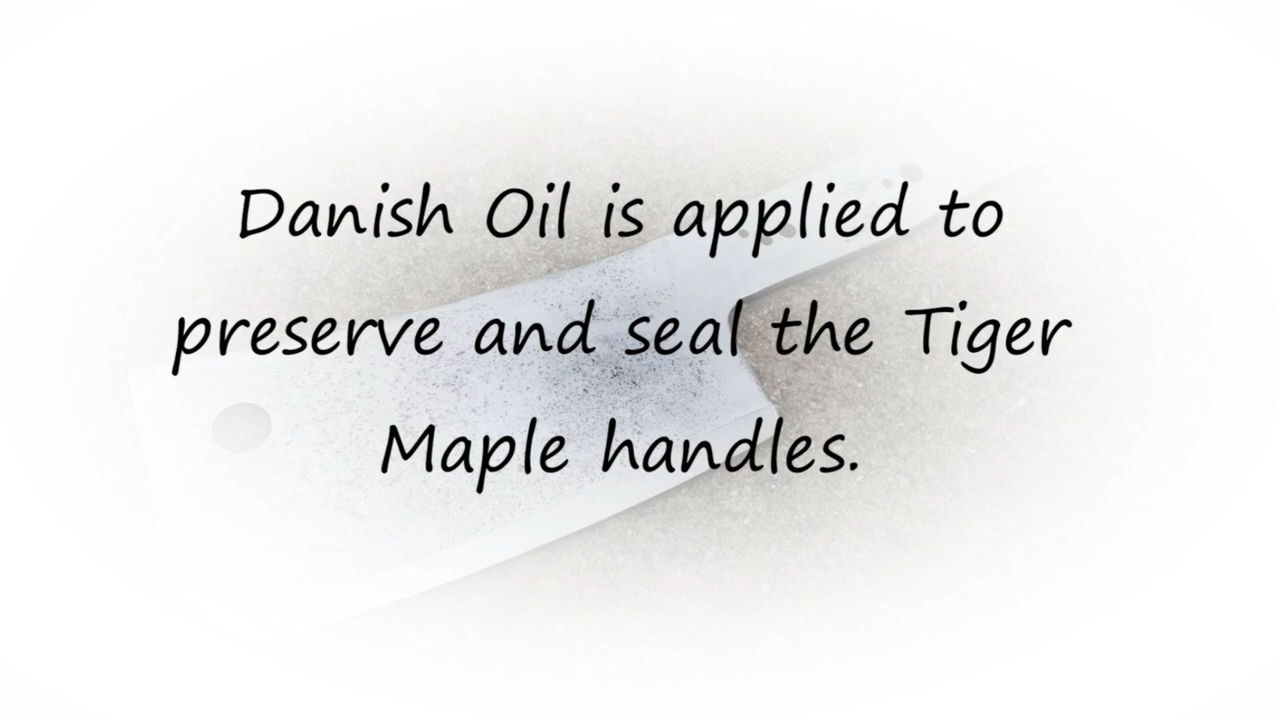 Danish Oil is applied to
preserve and seal the Tiger
Maple handles.